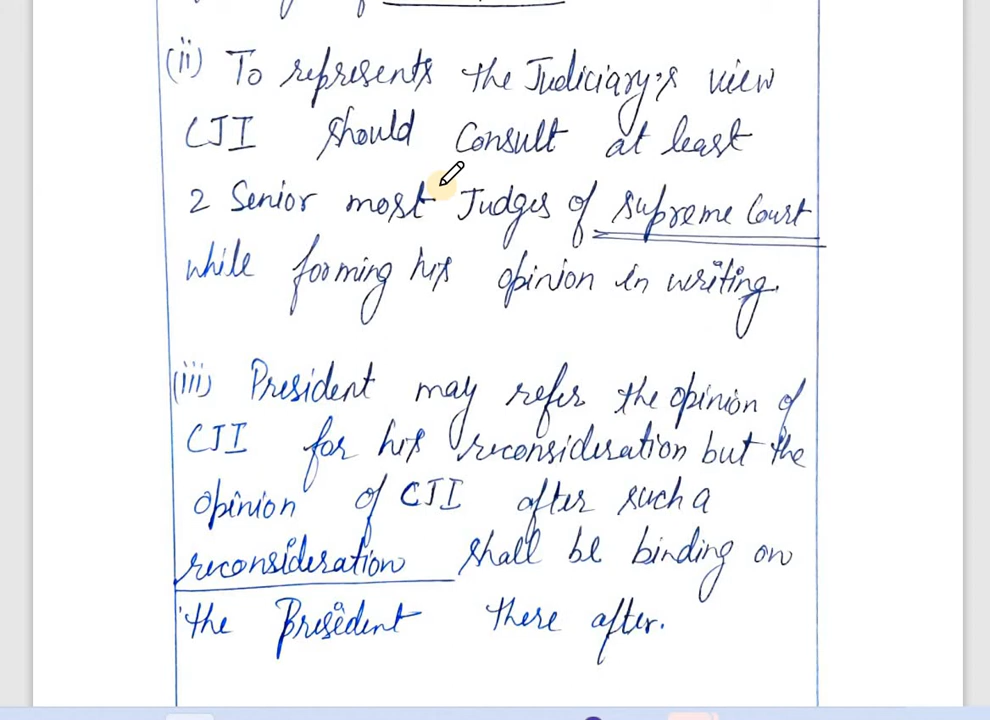 (ii) To represents the Judiciary's view
CJI should Consult at least
2 Senior most Judges of Supreme Court
while forming his opinion in writing.
(iii) President may refer the opinion of
CJI for his reconsideration but the
opinion of CJI after such a
reconsideration shall be binding on
the President there after.